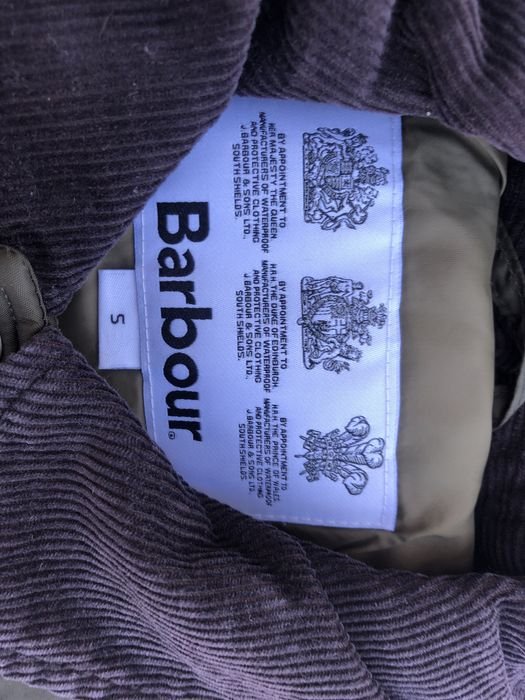 BY APPOINTMENT TO
HER MAJESTY THE QUEEN
MANUFACTURERS OF WATERPROOF
AND PROTECTIVE CLOTHING
J. BARBOUR & SONS LTD.,
SOUTH SHIELDS.
BY APPOINTMENT TO
H.R.H. THE DUKE OF EDINBURGH,
MANUFACTURERS OF WATERPROOF
AND PROTECTIVE CLOTHING
J. BARBOUR & SONS LTD.,
SOUTH SHIELDS.
BY APPOINTMENT TO
H.R.H. THE PRINCE OF WALES
MANUFACTURERS OF WATERPROOF
AND PROTECTIVE CLOTHING
J. BARBOUR & SONS LTD.
SOUTH SHIELDS.
Barbour®
S